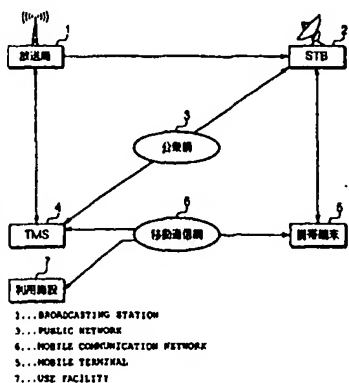 1
2
放送局
STB
3
公衆網
4
6
5
TMS
移動通信網
携帯端末
7
利用施設
1...BROADCASTING STATION
3...PUBLIC NETWORK
6...MOBILE COMMUNICATION NETWORK
5...MOBILE TERMINAL
7...USE FACILITY